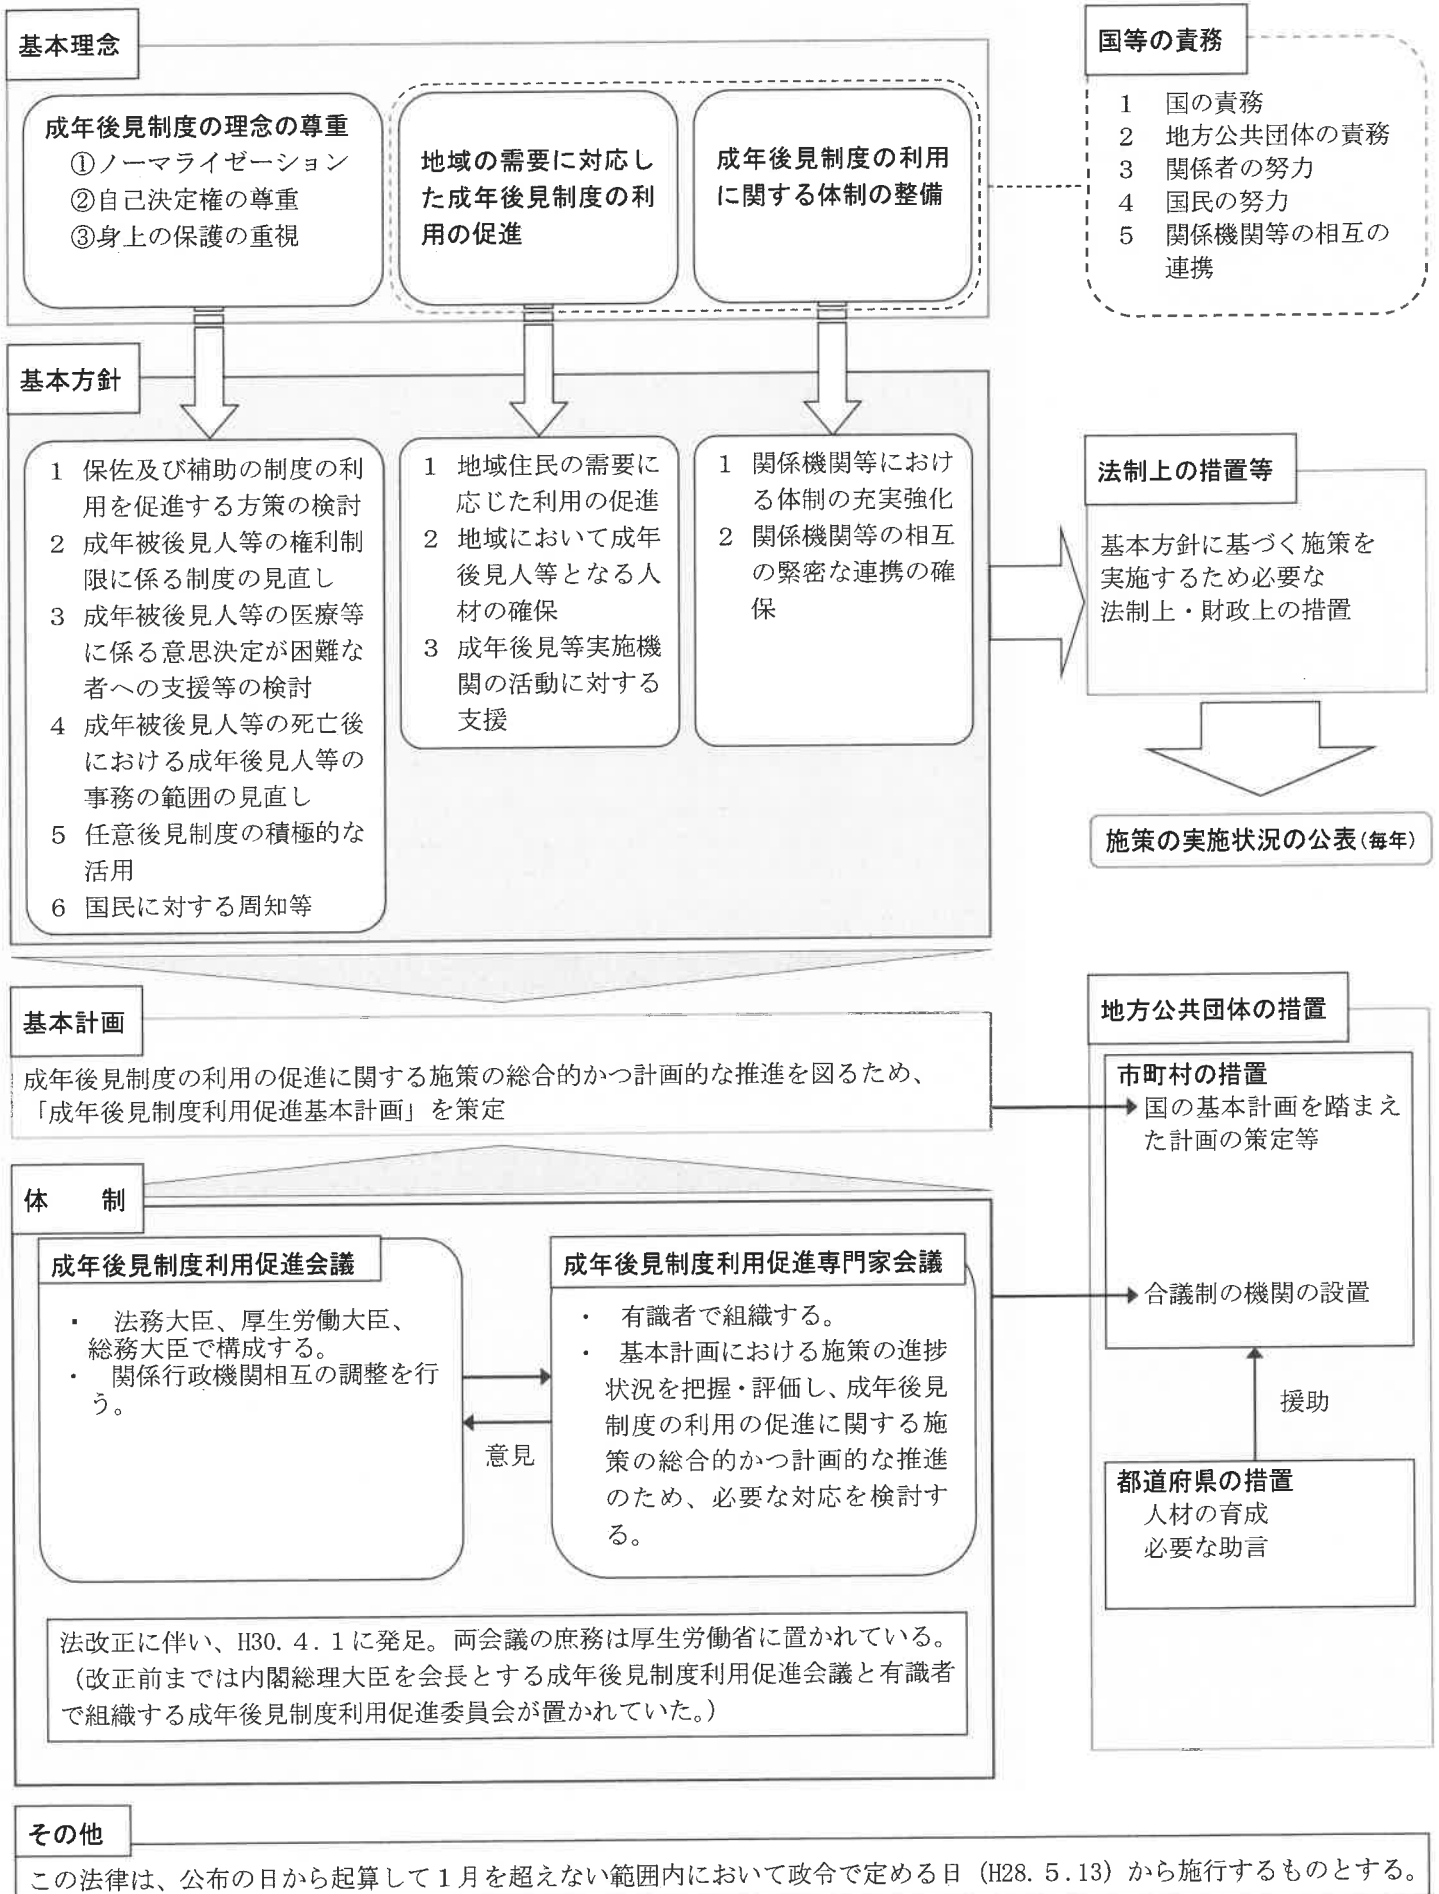 基本理念
成年後見制度の理念の尊重
①ノーマライゼーション
②自己決定権の尊重
③身上の保護の重視
地域の需要に対応し
た成年後見制度の利
用の促進
成年後見制度の利用
に関する体制の整備
国等の責務
1 国の責務
2 地方公共団体の責務
3 関係者の努力
4 国民の努力
5 関係機関等の相互の
連携
基本方針
1 保佐及び補助の制度の利
用を促進する方策の検討
2 成年被後見人等の権利制
限に係る制度の見直し
3 成年被後見人等の医療等
に係る意思決定が困難な
者への支援等の検討
4 成年被後見人等の死亡後
における成年後見人等の
事務の範囲の見直し
5 任意後見制度の積極的な
活用
6 国民に対する周知等
1 地域住民の需要に
応じた利用の促進
2 地域において成年
後見人等となる人
材の確保
3 成年後見等実施機
関の活動に対する
支援
1 関係機関等におけ
る体制の充実強化
2 関係機関等の相互
の緊密な連携の確
保
法制上の措置等
基本方針に基づく施策を
実施するため必要な
法制上・財政上の措置
施策の実施状況の公表(毎年)
基本計画
成年後見制度の利用の促進に関する施策の総合的かつ計画的な推進を図るため、
「成年後見制度利用促進基本計画」を策定
地方公共団体の措置
市町村の措置
国の基本計画を踏まえ
た計画の策定等
合議制の機関の設置
援助
都道府県の措置
人材の育成
必要な助言
体 制
成年後見制度利用促進会議
・ 法務大臣、厚生労働大臣、
総務大臣で構成する。
・ 関係行政機関相互の調整を行
う。
意見
成年後見制度利用促進専門家会議
・ 有識者で組織する。
・ 基本計画における施策の進捗
状況を把握・評価し、成年後見
制度の利用の促進に関する施
策の総合的かつ計画的な推進
のため、必要な対応を検討す
る。
法改正に伴い、H30.4.1に発足。両会議の庶務は厚生労働省に置かれている。
(改正前までは内閣総理大臣を会長とする成年後見制度利用促進会議と有識者
で組織する成年後見制度利用促進委員会が置かれていた。)
その他
この法律は、公布の日から起算して1月を超えない範囲内において政令で定める日 (H28.5.13) から施行するものとする。